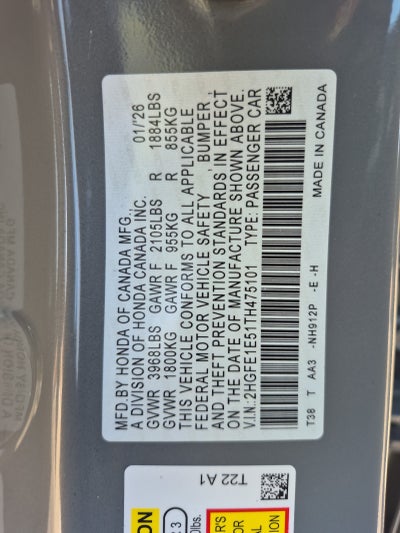 MFD BY HONDA OF CANADA MFG. 01/'26
A DIVISION OF HONDA CANADA INC.
GVWR 3968LBS GAWR F 2105LBS R 1884LBS
GVWR 1800KG GAWR F 955KG R 855KG
THIS VEHICLE CONFORMS TO ALL APPLICABLE
FEDERAL MOTOR VEHICLE SAFETY , BUMPER ,
AND THEFT PREVENTION STANDARDS, IN EFFECT
ON THE DATE OF MANUFACTURE SHOWN ABOVE.
V.I.N.:2HGFE1E51TH475101 TYPE: PASSENGER CAR
T38 T AA3 -NH912P -E -H MADE IN CANADA
T22 A1